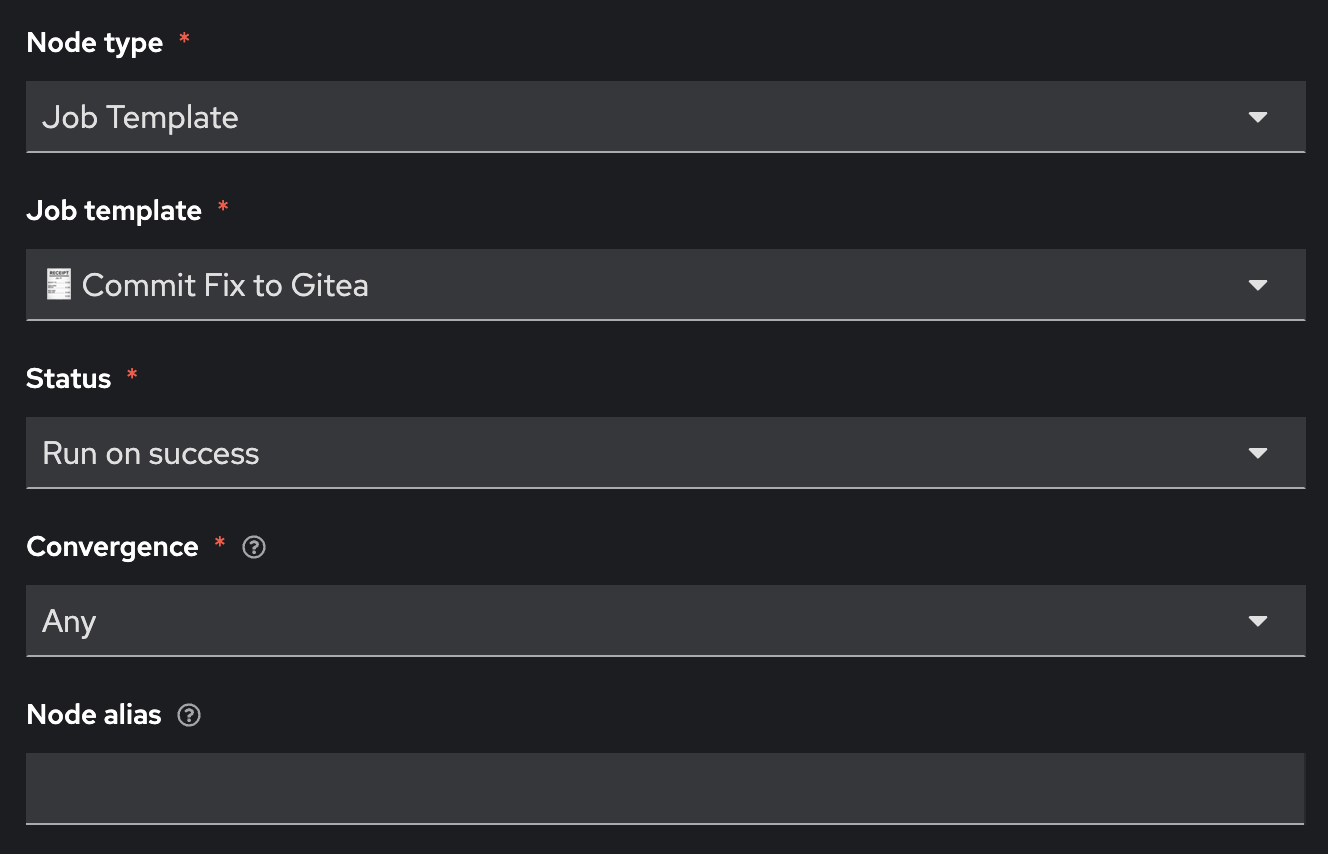 Node type *
Job Template
Job template *
🧾 Commit Fix to Gitea
Status *
Run on success
Convergence *
Any
Node alias